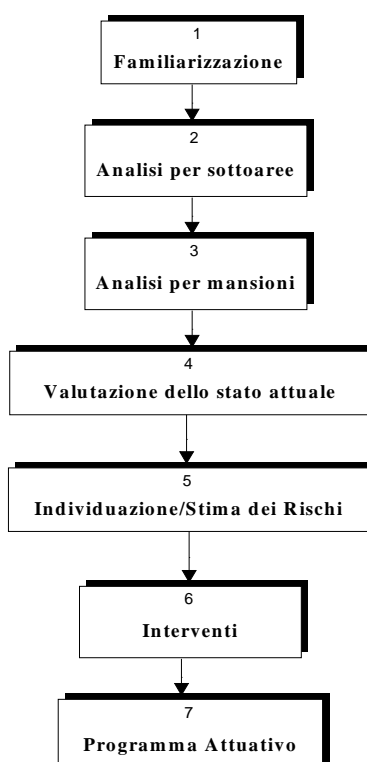 1
Familiarizzazione
2
Analisi per sottoaree
3
Analisi per mansioni
4
Valutazione dello stato attuale
5
Individuazione/Stima dei Rischi
6
Interventi
7
Programma Attuativo